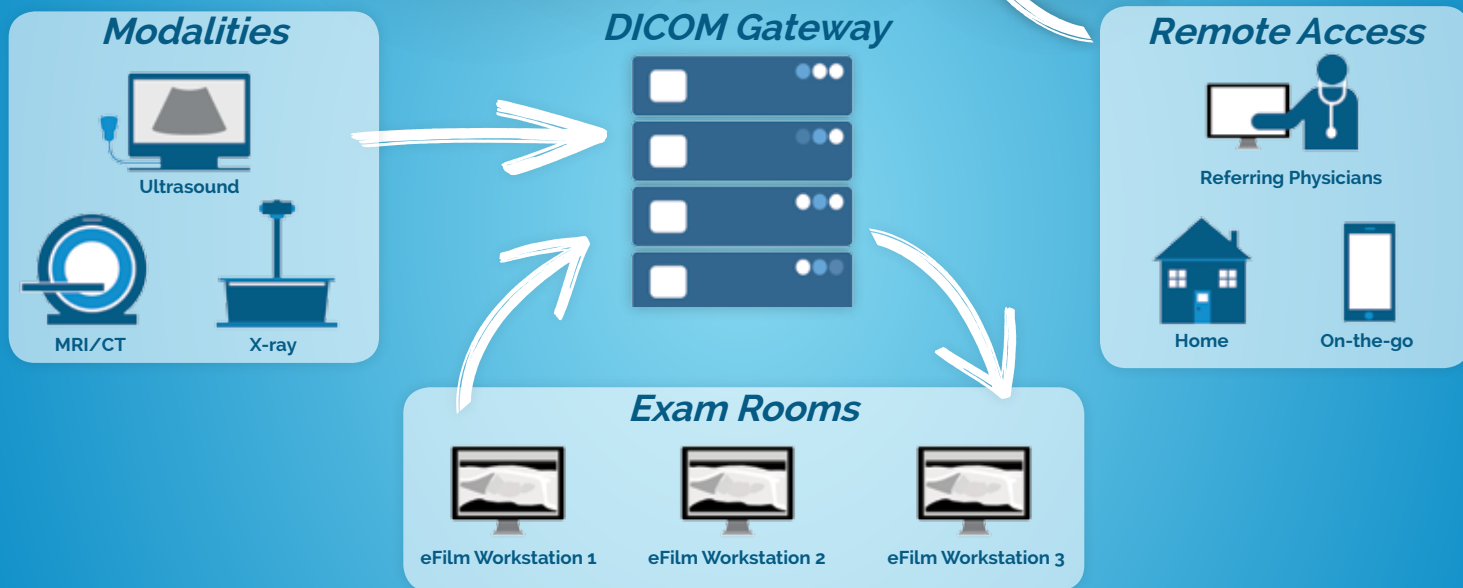 Modalities
Ultrasound
MRI/CT
X-ray
DICOM Gateway
Remote Access
Referring Physicians
Home
On-the-go
Exam Rooms
eFilm Workstation 1
eFilm Workstation 2
eFilm Workstation 3